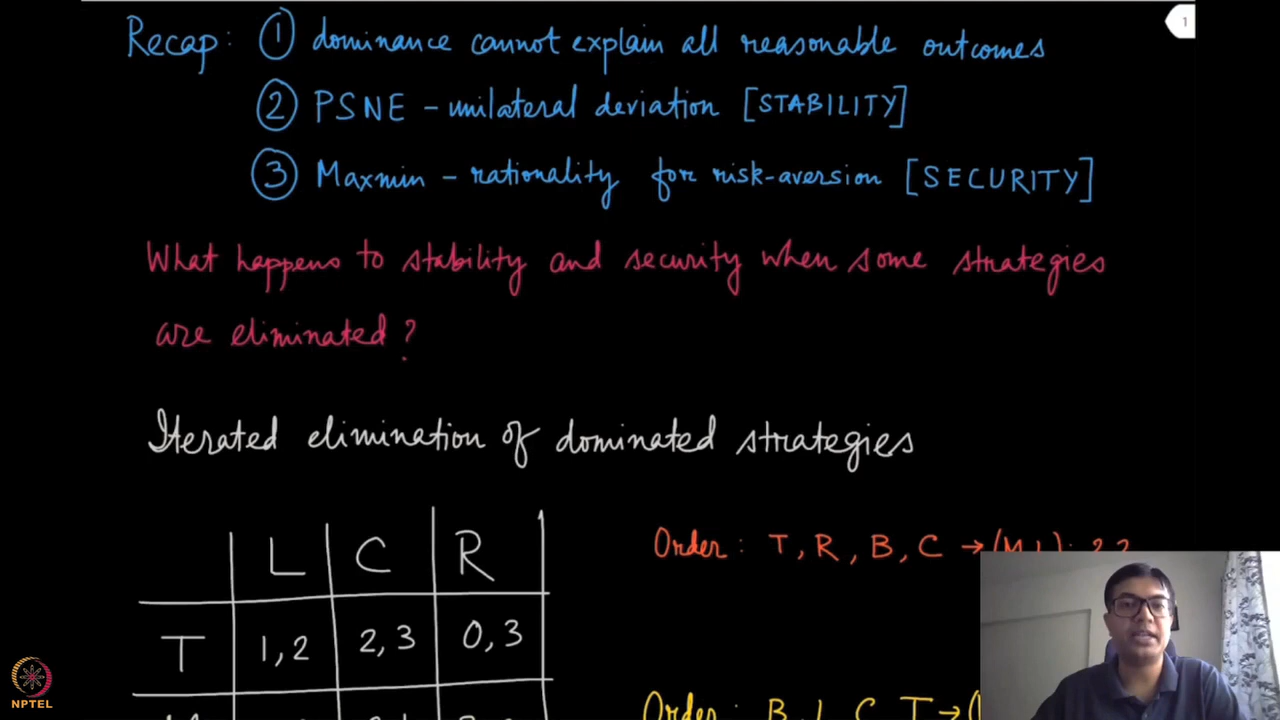 1
Recap: ① dominance cannot explain all reasonable outcomes
② PSNE - unilateral deviation [STABILITY]
③ Maxmin - rationality for risk-aversion [SECURITY]
What happens to stability and security when some strategies
are eliminated?
Iterated elimination of dominated strategies
L C R
Order: T, R, B, C →
T 1,2 2,3 0,3
Order: B, L, C, T →
NPTEL